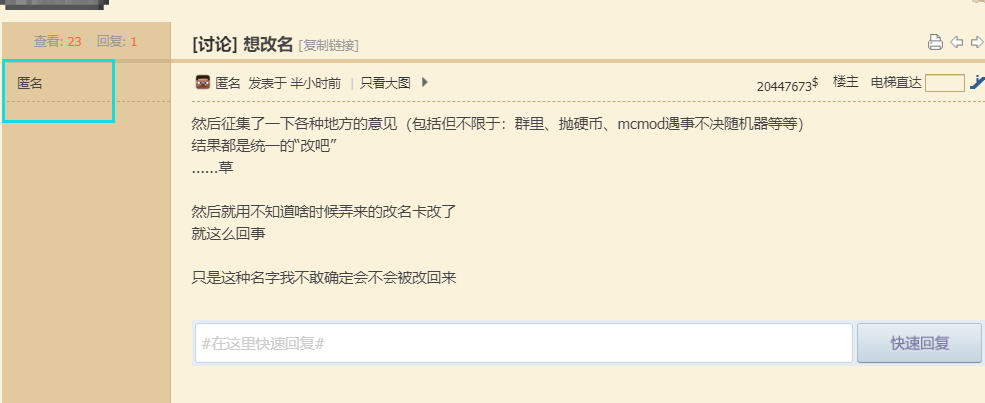 查看: 23 回复: 1
[讨论] 想改名 [复制链接]
匿名
匿名 发表于 半小时前 | 只看大图
20447673$ 楼主 电梯直达
然后征集了一下各种地方的意见（包括但不限于：群里、抛硬币、mcmod遇事不决随机器等等）
结果都是统一的“改吧”
......草
然后就用不知道啥时候弄来的改名卡改了
就这么回事
只是这种名字我不敢确定会不会被改回来
#在这里快速回复#
快速回复